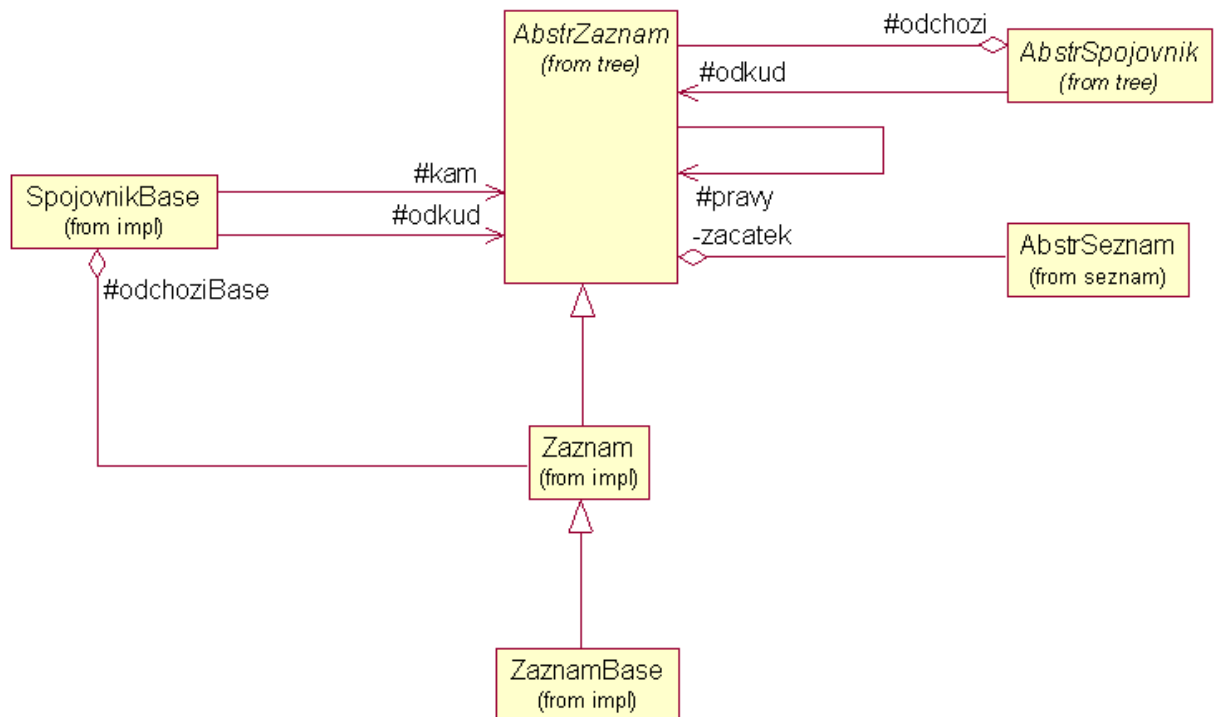 AbstrZaznam
(from tree)
#odchozi
AbstrSpojovnik
(from tree)
#odkud
#pravy
SpojovnikBase
(from impl)
#kam
#odkud
#odchoziBase
-zacatek
AbstrSeznam
(from seznam)
Zaznam
(from impl)
ZaznamBase
(from impl)